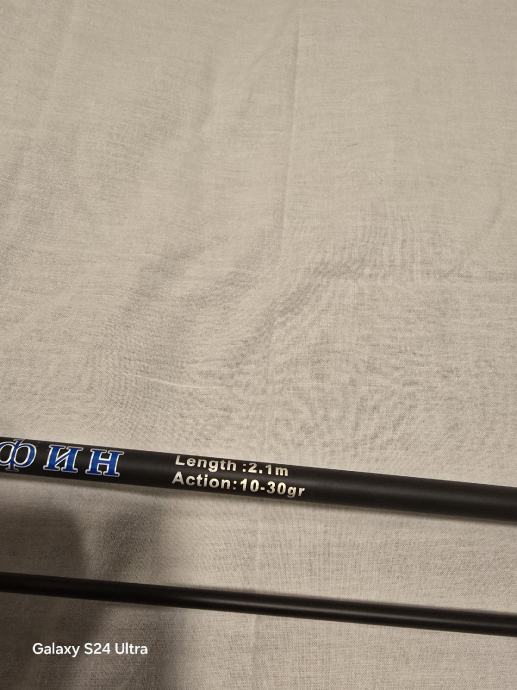 фин
Length :2.1m
Action:10-30gr
Galaxy S24 Ultra